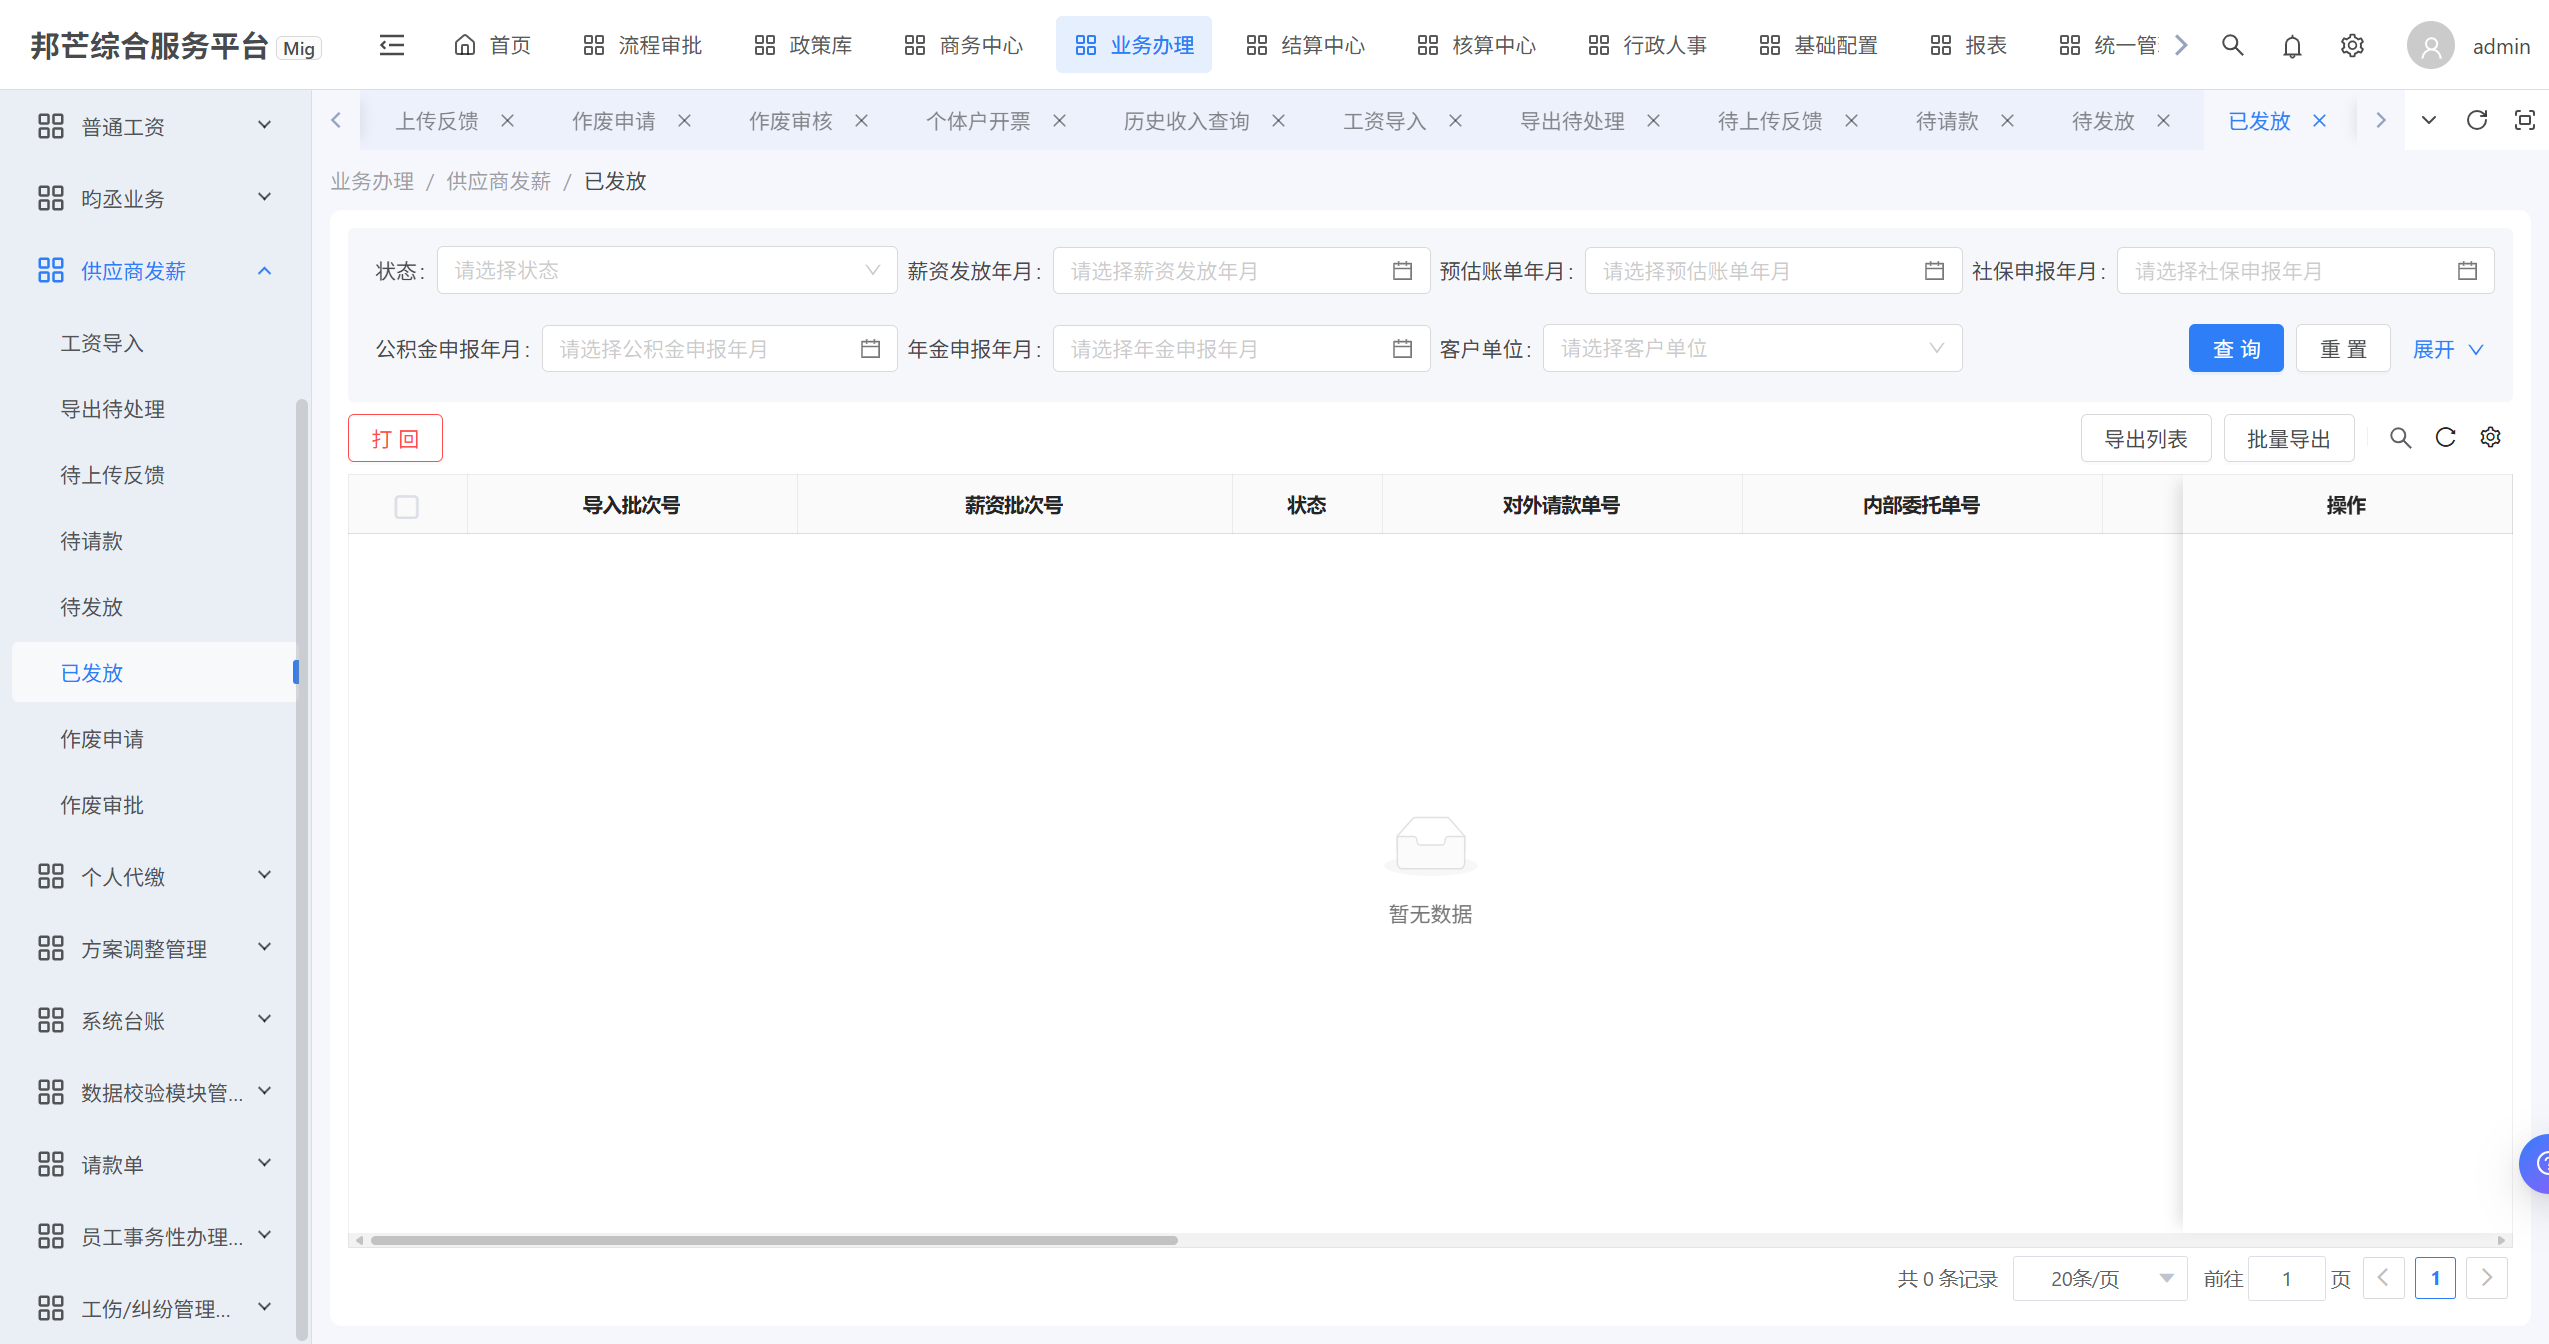 邦芒综合服务平台 Mig 首页 流程审批 政策库 商务中心 业务办理 结算中心 核算中心 行政人事 基础配置 报表 统一管 admin
上传反馈 作废申请 作废审核 个体户开票 历史收入查询 工资导入 导出待处理 待上传反馈 待请款 待发放 已发放
业务办理 / 供应商发薪 / 已发放
普通工资
昀丞业务
供应商发薪
工资导入
导出待处理
待上传反馈
待请款
待发放
已发放
作废申请
作废审批
个人代缴
方案调整管理
系统台账
数据校验模块管...
请款单
员工事务性办理...
工伤/纠纷管理...
状态: 请选择状态 薪资发放年月: 请选择薪资发放年月 预估账单年月: 请选择预估账单年月 社保申报年月: 请选择社保申报年月
公积金申报年月: 请选择公积金申报年月 年金申报年月: 请选择年金申报年月 客户单位: 请选择客户单位 查 询 重 置 展开
打 回 导出列表 批量导出
导入批次号 薪资批次号 状态 对外请款单号 内部委托单号 操作
暂无数据
共 0 条记录 20条/页 前往 1 页 1